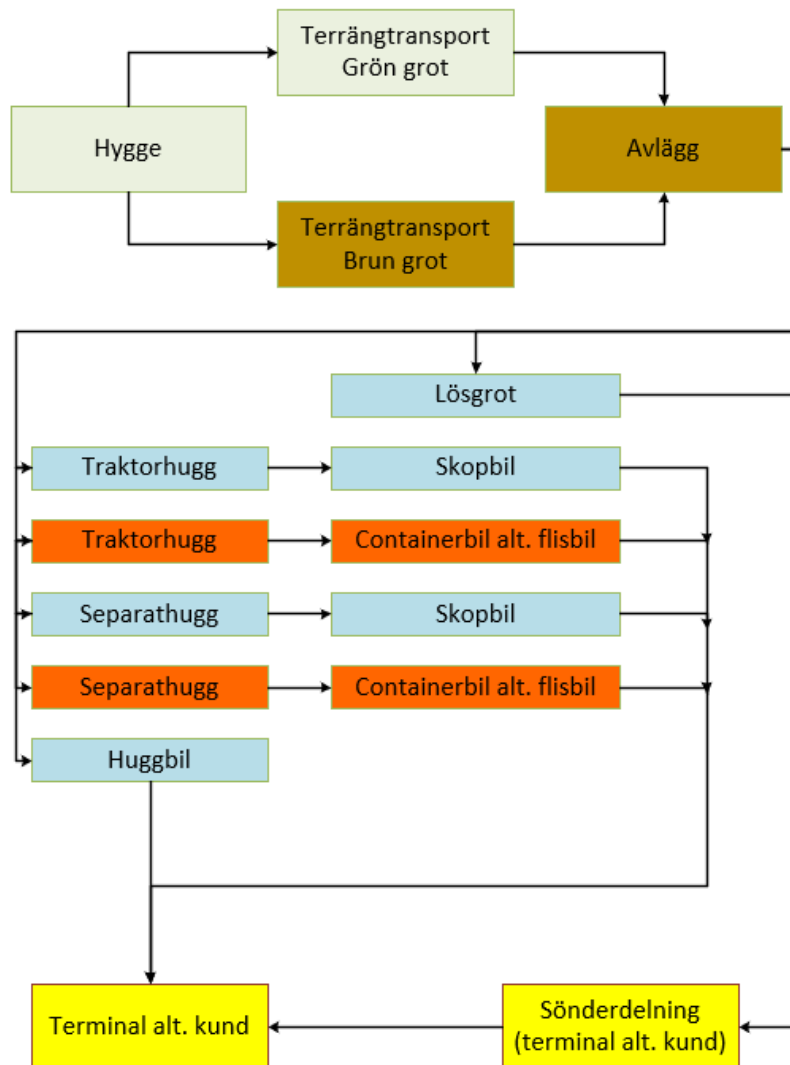 Terrängtransport
Grön grot
Hygge
Avlägg
Terrängtransport
Brun grot
Lösgrot
Traktorhugg
Skopbil
Traktorhugg
Containerbil alt. flisbil
Separathugg
Skopbil
Separathugg
Containerbil alt. flisbil
Huggbil
Terminal alt. kund
Sönderdelning
(terminal alt. kund)